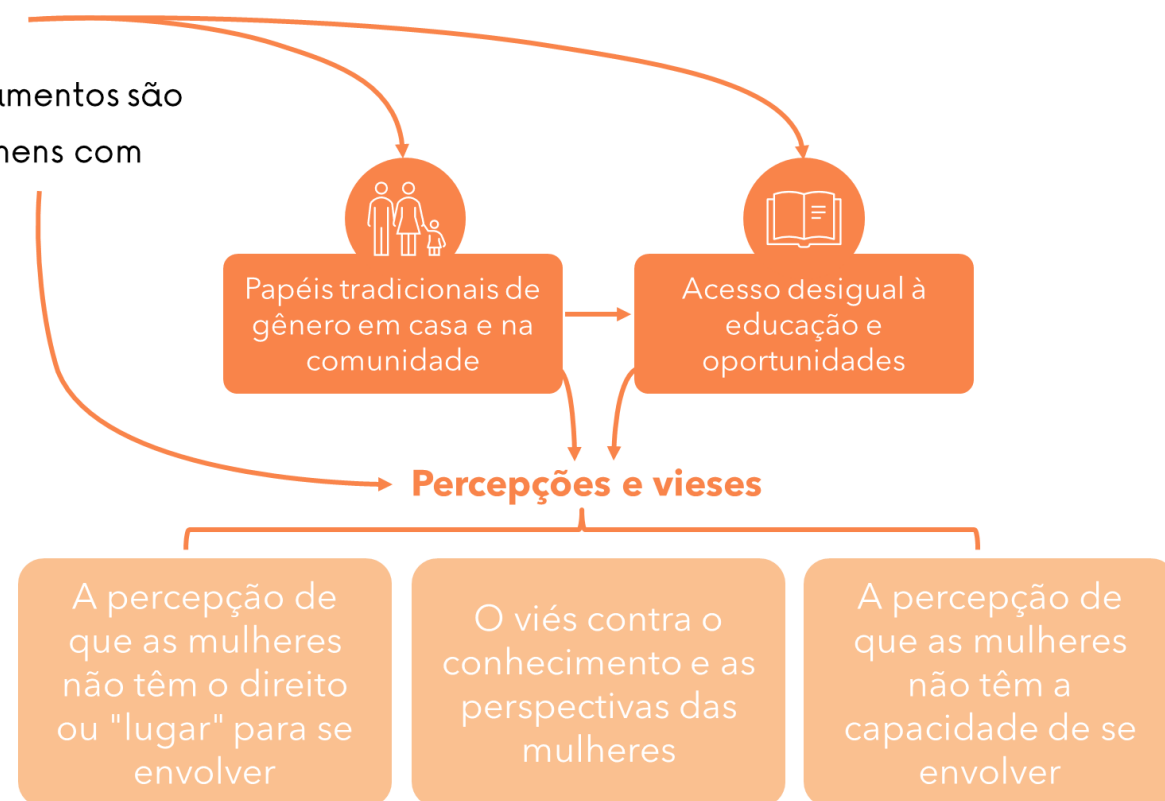 amentos são
nens com
Papéis tradicionais de
gênero em casa e na
comunidade
Acesso desigual à
educação e
oportunidades
Percepções e vieses
A percepção de
que as mulheres
não têm o direito
ou "lugar" para se
envolver
O viés contra o
conhecimento e as
perspectivas das
mulheres
A percepção de
que as mulheres
não têm a
capacidade de se
envolver